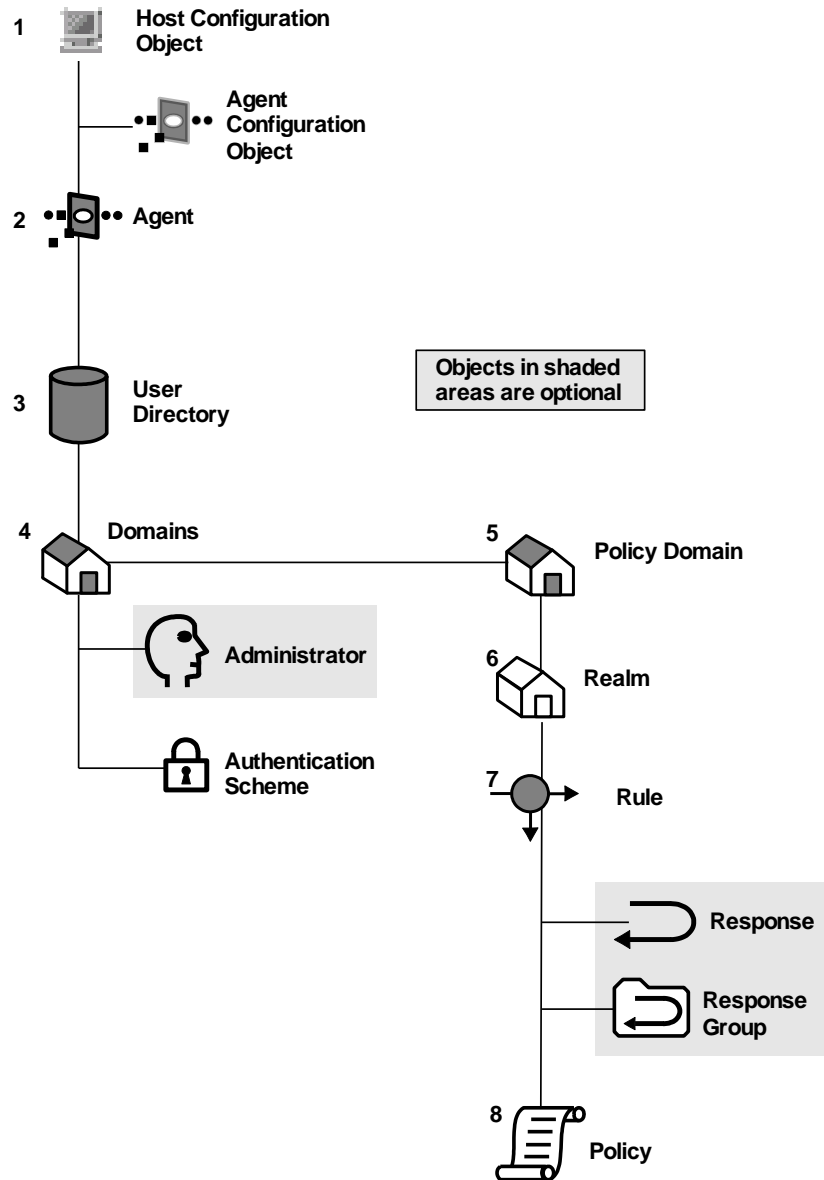 1
Host Configuration
Object
Agent
Configuration
Object
2
Agent
Objects in shaded
areas are optional
3
User
Directory
4
Domains
5
Policy Domain
Administrator
6
Realm
Authentication
Scheme
7
Rule
Response
Response
Group
8
Policy